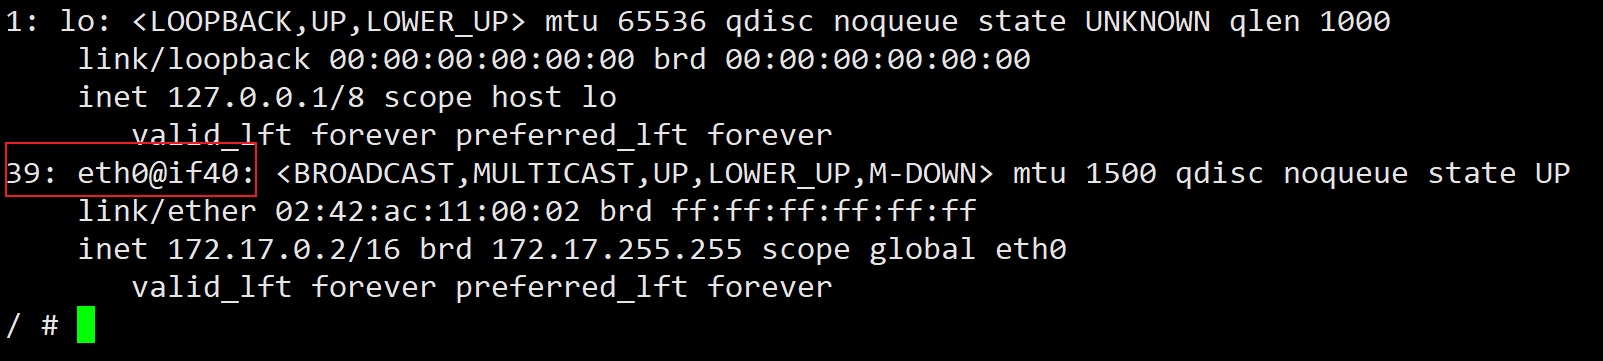 1: lo: <LOOPBACK,UP,LOWER_UP> mtu 65536 qdisc noqueue state UNKNOWN qlen 1000
    link/loopback 00:00:00:00:00:00 brd 00:00:00:00:00:00
    inet 127.0.0.1/8 scope host lo
       valid_lft forever preferred_lft forever
39: eth0@if40: <BROADCAST,MULTICAST,UP,LOWER_UP,M-DOWN> mtu 1500 qdisc noqueue state UP
    link/ether 02:42:ac:11:00:02 brd ff:ff:ff:ff:ff:ff
    inet 172.17.0.2/16 brd 172.17.255.255 scope global eth0
       valid_lft forever preferred_lft forever
/ #